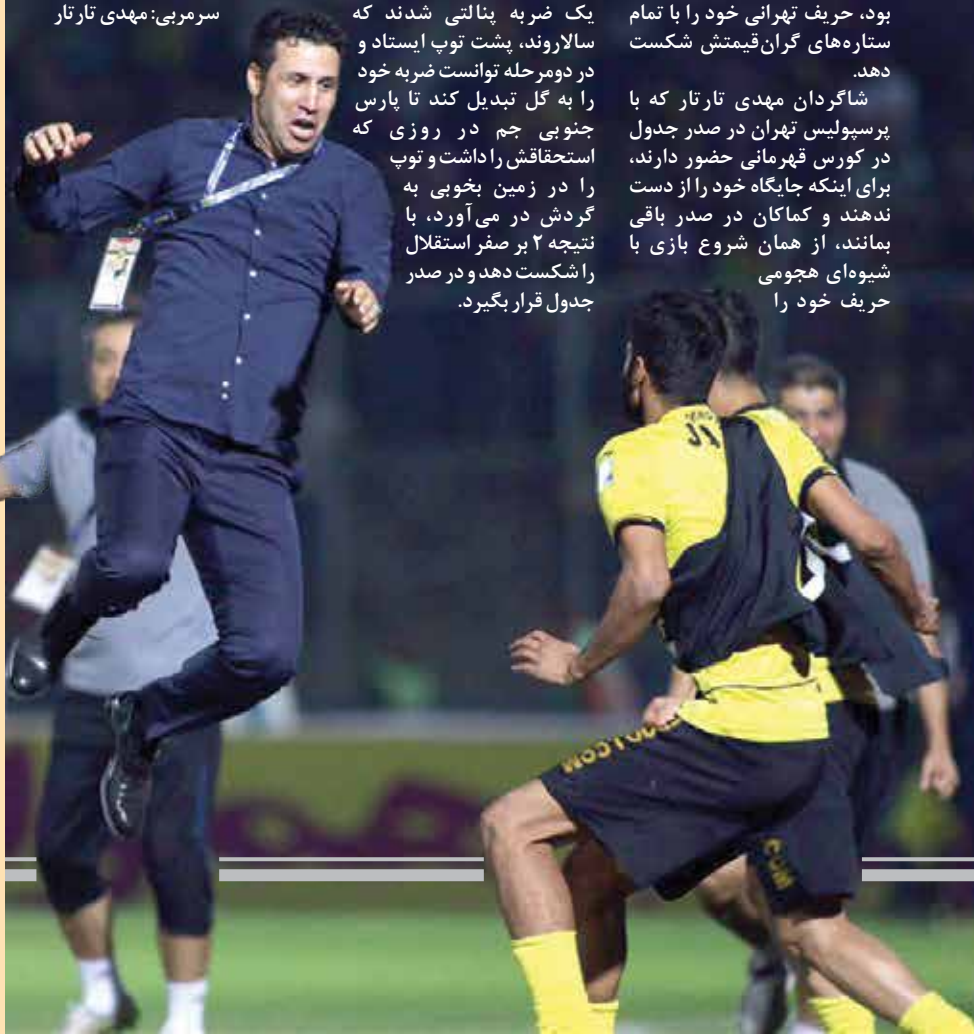 بود، حریف تهرانی خود را با تمام
ستاره‌های گران‌قیمتش شکست
دهد.
شاگردان مهدی تارتار که با
پرسپولیس تهران در صدر جدول
در کورس قهرمانی حضور دارند،
برای اینکه جایگاه خود را از دست
ندهند و کماکان در صدر باقی
بمانند، از همان شروع بازی با
شیوه‌ای هجومی
حریف خود را
یک ضربه پنالتی شدند که
سالاروند، پشت توپ ایستاد و
در دومرحله توانست ضربه خود
را به گل تبدیل کند تا پارس
جنوبی جم در روزی که
استحقاقش را داشت و توپ
را در زمین بخوبی به
گردش در می‌آورد، با
نتیجه ۲ بر صفر استقلال
را شکست دهد و در صدر
جدول قرار بگیرد.
سرمربی: مهدی تارتار